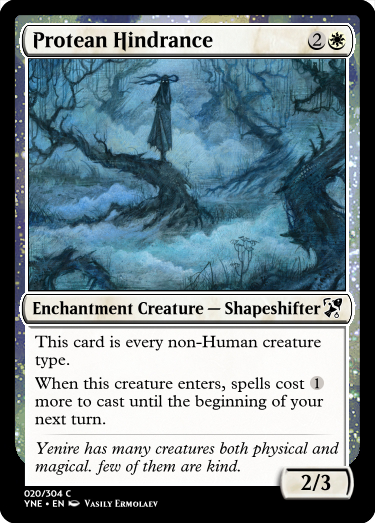 Protean Hindrance 2
Enchantment Creature — Shapeshifter
This card is every non-Human creature
type.
When this creature enters, spells cost 1
more to cast until the beginning of your
next turn.
Yenire has many creatures both physical and
magical. few of them are kind.
2/3
020/304 C
YNE • EN Vasily Ermolaev